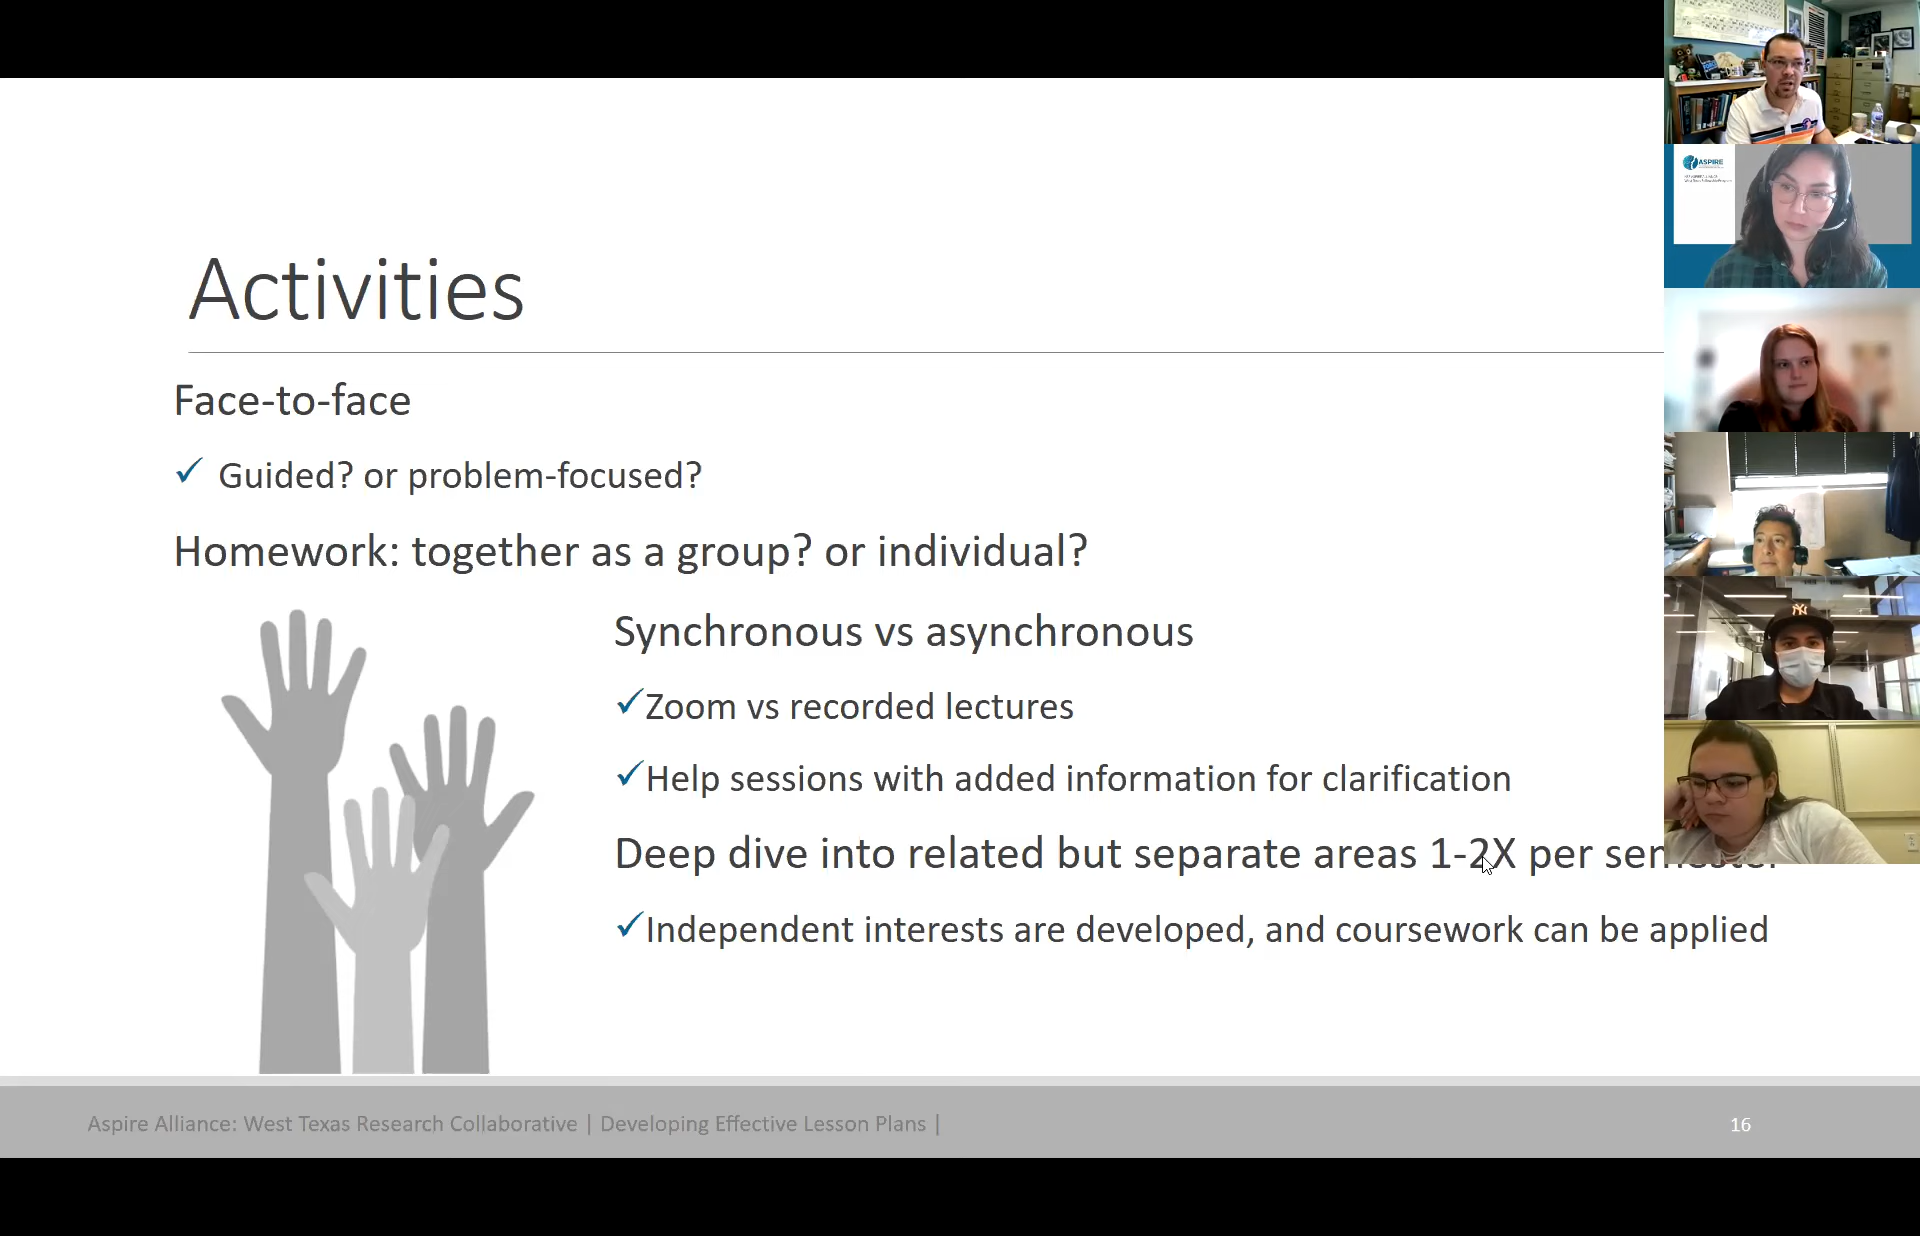 Activities
Face-to-face
Guided? or problem-focused?
Homework: together as a group? or individual?
Synchronous vs asynchronous
Zoom vs recorded lectures
Help sessions with added information for clarification
Deep dive into related but separate areas 1-2X per semester
Independent interests are developed, and coursework can be applied
Aspire Alliance: West Texas Research Collaborative | Developing Effective Lesson Plans |
16
ASPIRE